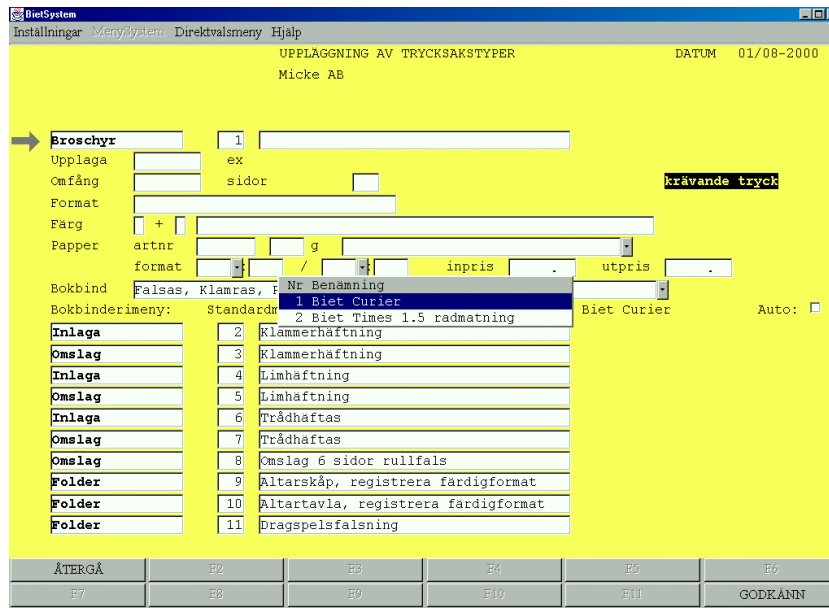 BietSystem
Inställningar MenySystem Direktvalsmeny Hjälp
UPPLÄGGNING AV TRYCKSAKSTYPER DATUM 01/08-2000
Micke AB
Broschyr 1
Upplaga ex
Omfång sidor krävande tryck
Format
Färg +
Papper artnr g
format : / : inpris . utpris .
Bokbind Falsas, Klamras,
Nr Benämning
1 Biet Curier
2 Biet Times 1.5 radmatning
Bokbinderimeny: Biet Curier Auto:
Inlaga 2 Klammerhäftning
Omslag 3 Klammerhäftning
Inlaga 4 Limhäftning
Omslag 5 Limhäftning
Inlaga 6 Trådhäftas
Omslag 7 Trådhäftas
Omslag 8 Omslag 6 sidor rullfals
Folder 9 Altarskåp, registrera färdigformat
Folder 10 Altartavla, registrera färdigformat
Folder 11 Dragspelsfalsning
ÅTERGÅ F2 F3 F4 F5 F6
F7 F8 F9 F10 F11 GODKÄNN